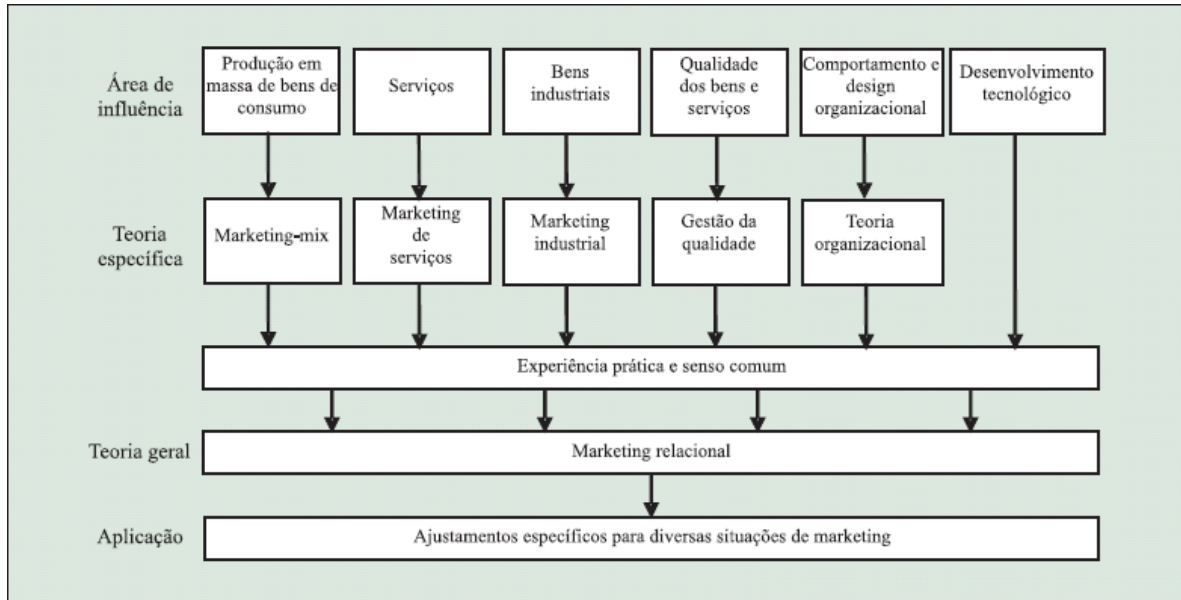 Área de
influência
Produção em
massa de bens de
consumo
Serviços
Bens
industriais
Qualidade
dos bens e
serviços
Comportamento e
design
organizacional
Desenvolvimento
tecnológico
Teoria
específica
Marketing-mix
Marketing
de
serviços
Marketing
industrial
Gestão da
qualidade
Teoria
organizacional
Experiência prática e senso comum
Teoria geral
Marketing relacional
Aplicação
Ajustamentos específicos para diversas situações de marketing